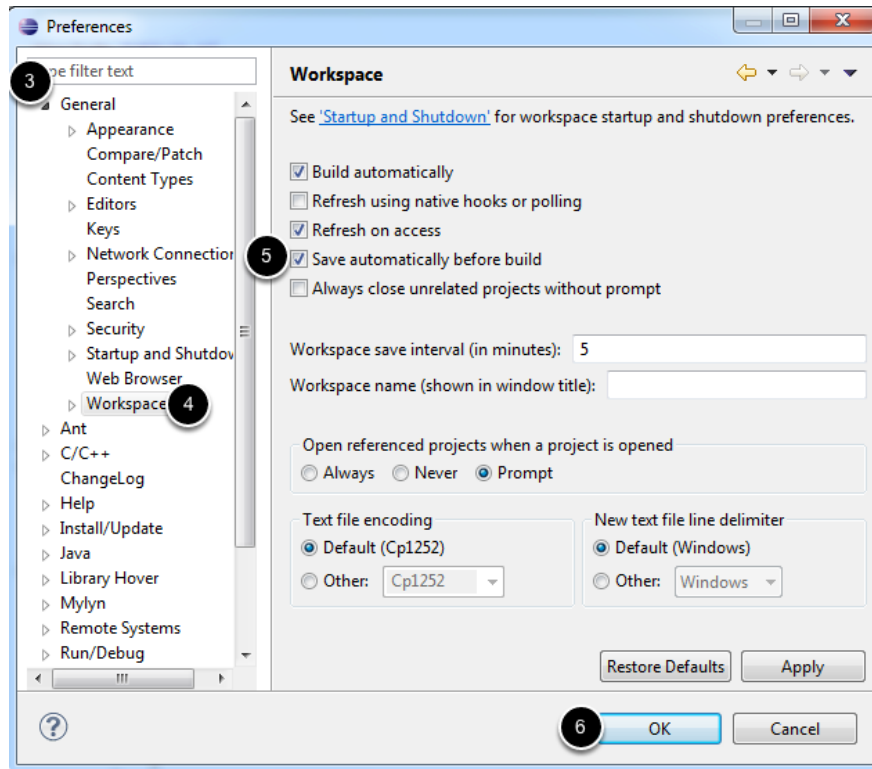 Preferences
3
pe filter text
General
Appearance
Compare/Patch
Content Types
Editors
Keys
Network Connection
Perspectives
Search
Security
Startup and Shutdov
Web Browser
Workspace
4
Ant
C/C++
ChangeLog
Help
Install/Update
Java
Library Hover
Mylyn
Remote Systems
Run/Debug
Workspace
See 'Startup and Shutdown' for workspace startup and shutdown preferences.
Build automatically
Refresh using native hooks or polling
Refresh on access
5
Save automatically before build
Always close unrelated projects without prompt
Workspace save interval (in minutes): 5
Workspace name (shown in window title):
Open referenced projects when a project is opened
Always Never Prompt
Text file encoding
Default (Cp1252)
Other: Cp1252
New text file line delimiter
Default (Windows)
Other: Windows
Restore Defaults Apply
?
6
OK Cancel